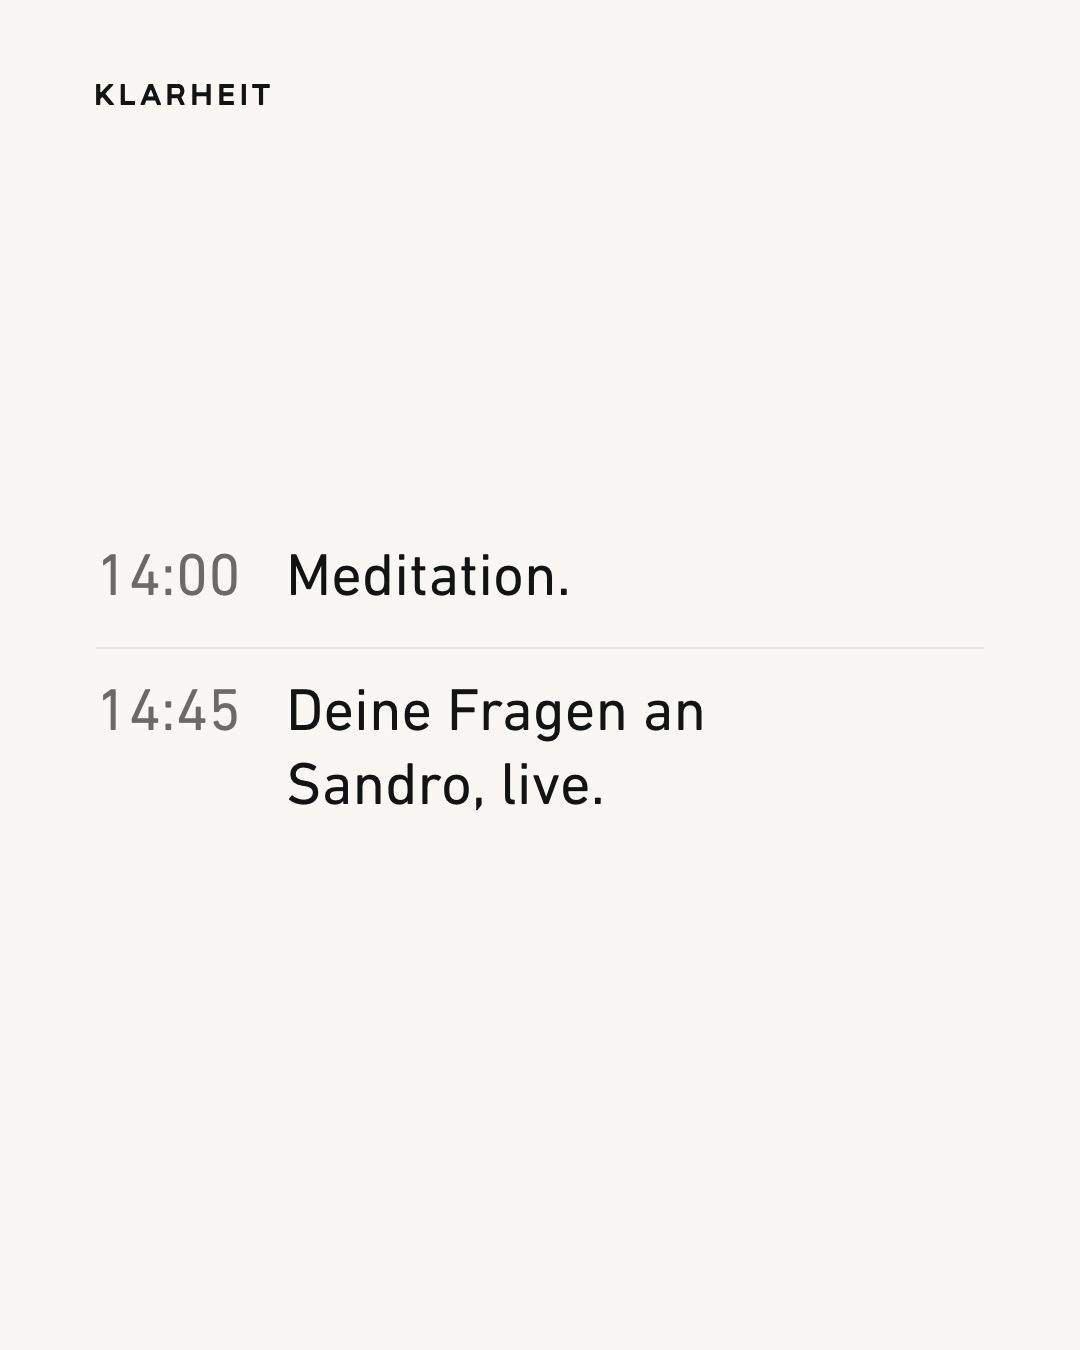 KLARHEIT
14:00 Meditation.
14:45 Deine Fragen an
Sandro, live.